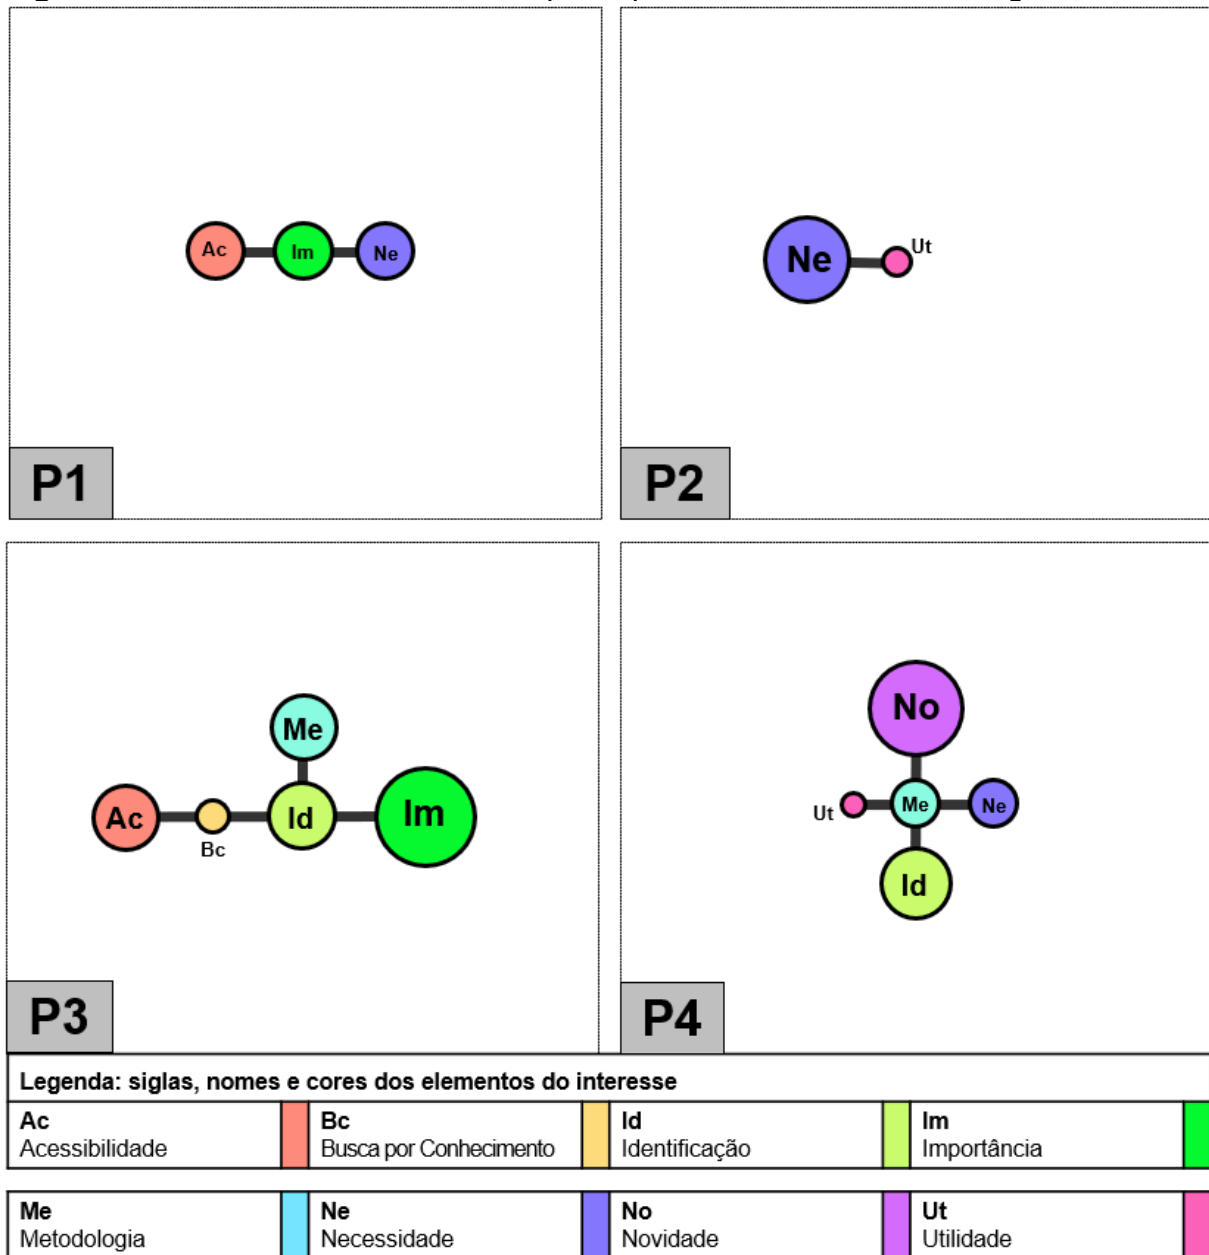 Ac Im Ne
Ne Ut
P1 P2
No
Me
Ac Id Im
Bc
Ut Me Ne
Id
P3 P4
Legenda: siglas, nomes e cores dos elementos do interesse
Ac Bc Id Im
Acessibilidade Busca por Conhecimento Identificação Importância
Me Ne No Ut
Metodologia Necessidade Novidade Utilidade